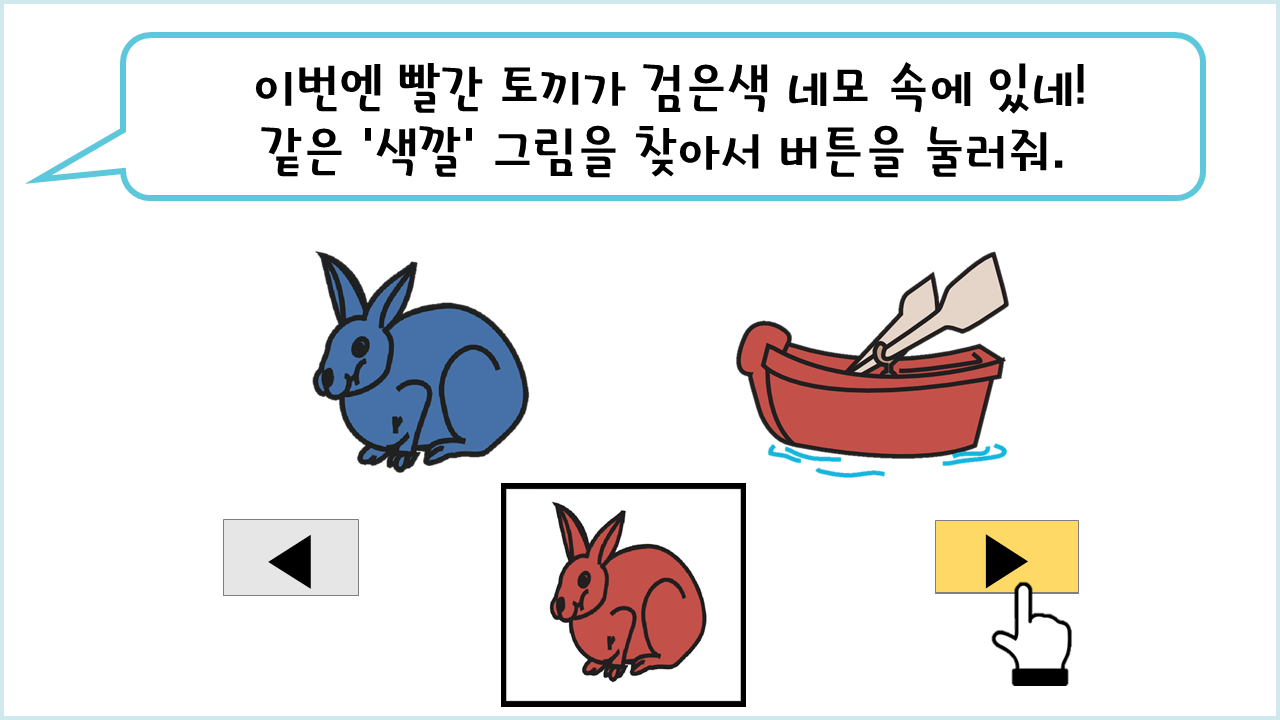 이번엔 빨간 토끼가 검은색 네모 속에 있네!
같은 '색깔' 그림을 찾아서 버튼을 눌러줘.